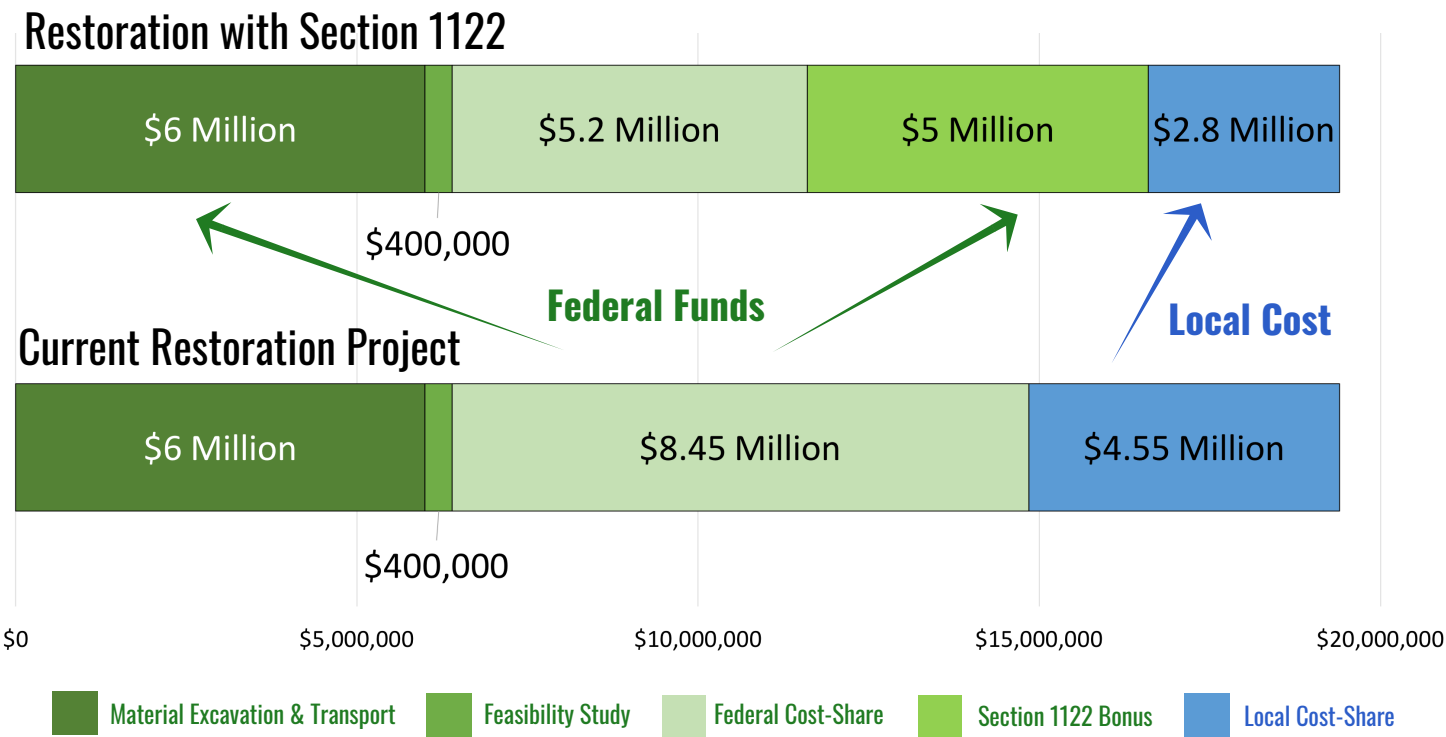 Restoration with Section 1122
$6 Million
$5.2 Million
$5 Million
$2.8 Million
$400,000
Federal Funds
Local Cost
Current Restoration Project
$6 Million
$8.45 Million
$4.55 Million
$400,000
$0
$5,000,000
$10,000,000
$15,000,000
$20,000,000
Material Excavation & Transport
Feasibility Study
Federal Cost-Share
Section 1122 Bonus
Local Cost-Share